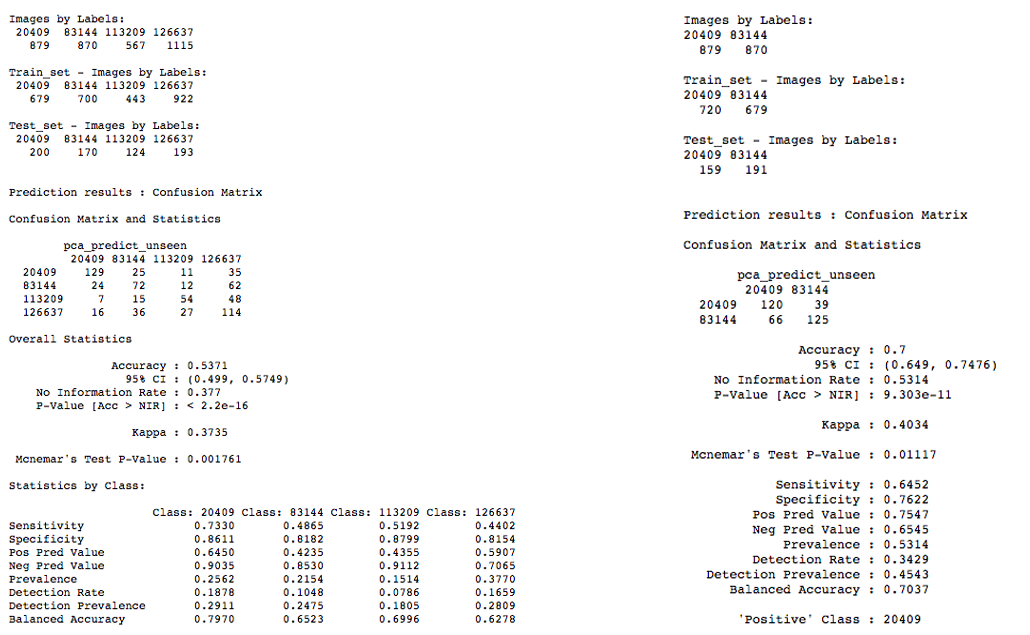 Images by Labels:
20409 83144 113209 126637
879 870 567 1115
Train_set - Images by Labels:
20409 83144 113209 126637
679 700 443 922
Test_set - Images by Labels:
20409 83144 113209 126637
200 170 124 193
Prediction results : Confusion Matrix
Confusion Matrix and Statistics
pca_predict_unseen
20409 83144 113209 126637
20409 129 25 11 35
83144 24 72 12 62
113209 7 15 54 48
126637 16 36 27 114
Overall Statistics
Accuracy : 0.5371
95% CI : (0.499, 0.5749)
No Information Rate : 0.377
P-Value [Acc > NIR] : < 2.2e-16
Kappa : 0.3735
Mcnemar's Test P-Value : 0.001761
Statistics by Class:
Class: 20409 Class: 83144 Class: 113209 Class: 126637
Sensitivity 0.7330 0.4865 0.5192 0.4402
Specificity 0.8611 0.8182 0.8799 0.8154
Pos Pred Value 0.6450 0.4235 0.4355 0.5907
Neg Pred Value 0.9035 0.8530 0.9112 0.7065
Prevalence 0.2562 0.2154 0.1514 0.3770
Detection Rate 0.1878 0.1048 0.0786 0.1659
Detection Prevalence 0.2911 0.2475 0.1805 0.2809
Balanced Accuracy 0.7970 0.6523 0.6996 0.6278
Images by Labels:
20409 83144
879 870
Train_set - Images by Labels:
20409 83144
720 679
Test_set - Images by Labels:
20409 83144
159 191
Prediction results : Confusion Matrix
Confusion Matrix and Statistics
pca_predict_unseen
20409 83144
20409 120 39
83144 66 125
Accuracy : 0.7
95% CI : (0.649, 0.7476)
No Information Rate : 0.5314
P-Value [Acc > NIR] : 9.303e-11
Kappa : 0.4034
Mcnemar's Test P-Value : 0.01117
Sensitivity : 0.6452
Specificity : 0.7622
Pos Pred Value : 0.7547
Neg Pred Value : 0.6545
Prevalence : 0.5314
Detection Rate : 0.3429
Detection Prevalence : 0.4543
Balanced Accuracy : 0.7037
'Positive' Class : 20409